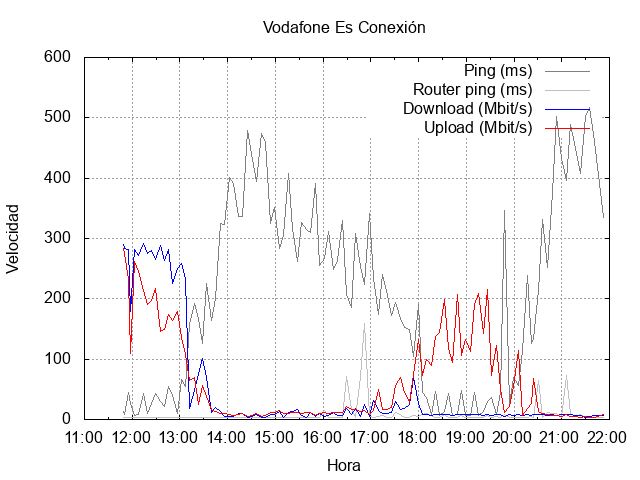 Vodafone Es Conexión
Ping (ms)
Router ping (ms)
Download (Mbit/s)
Upload (Mbit/s)
600
500
400
300
200
100
0
Velocidad
11:00 12:00 13:00 14:00 15:00 16:00 17:00 18:00 19:00 20:00 21:00 22:00
Hora